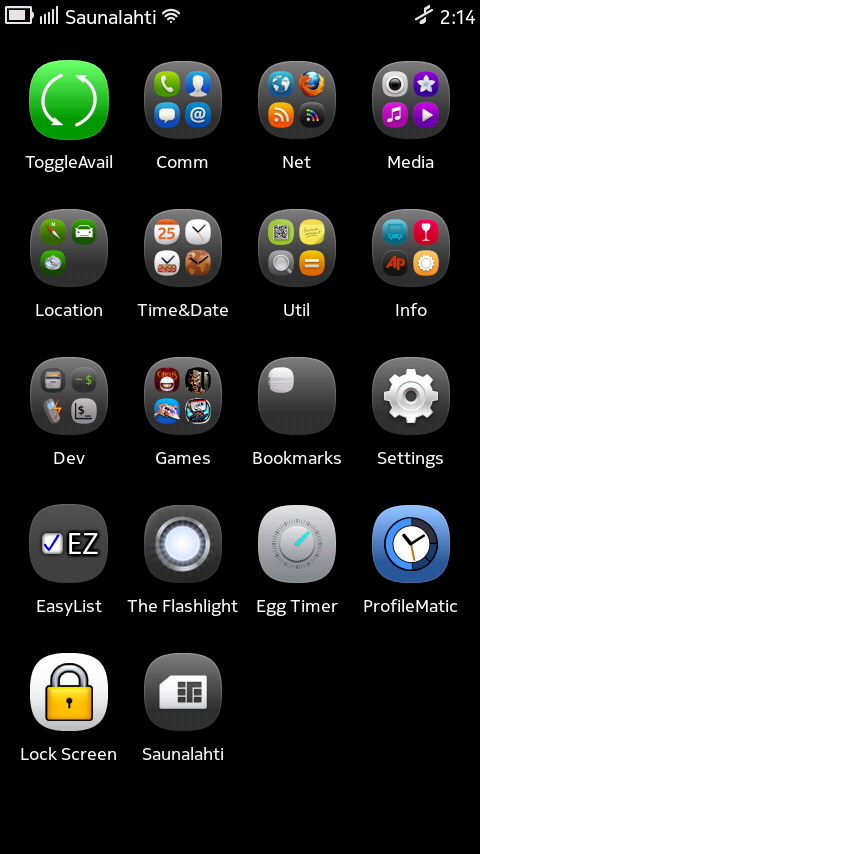 Saunalahti 2:14
ToggleAvail Comm Net Media
@
Location Time&Date Util Info
25
AP
Dev Games Bookmarks Settings
~$
$_
EasyList The Flashlight Egg Timer ProfileMatic
EZ
Lock Screen Saunalahti